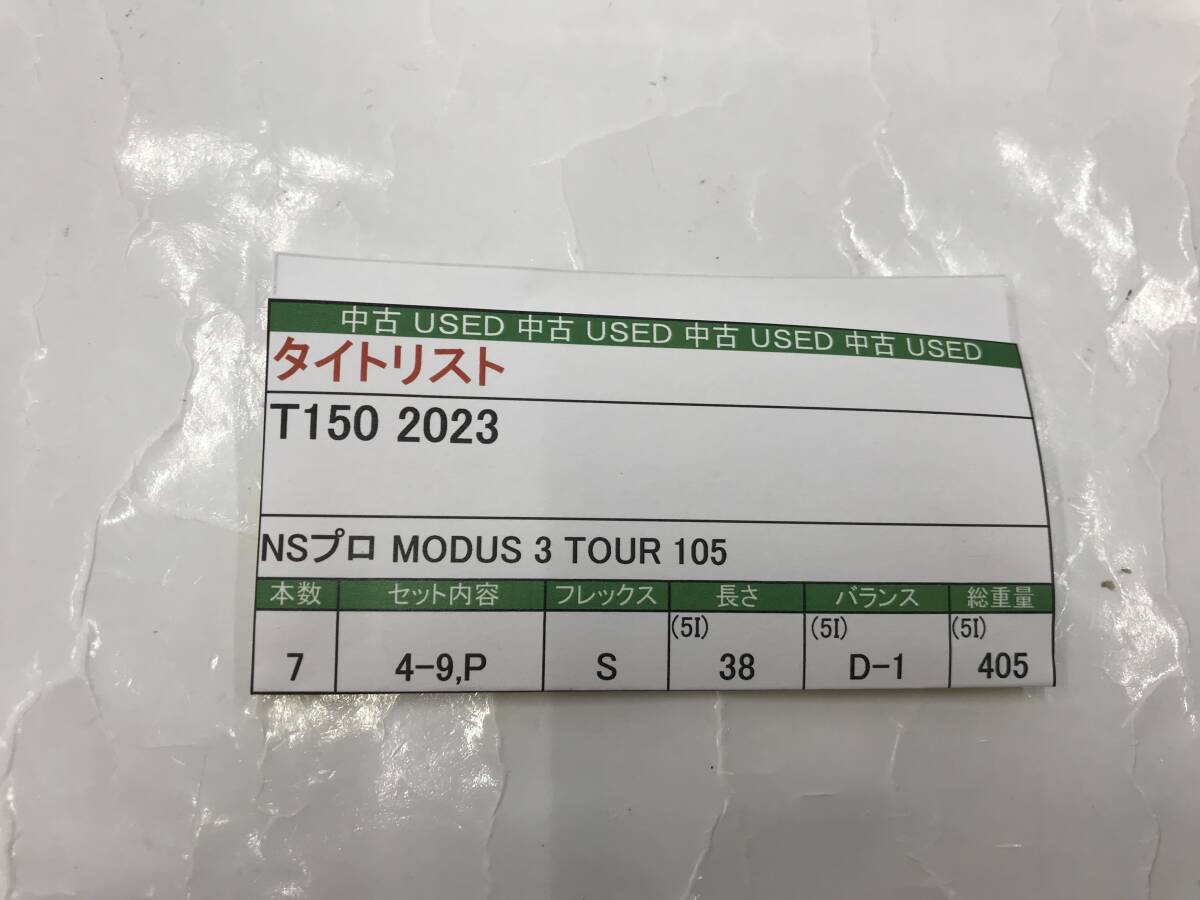 中古 USED 中古 USED 中古 USED 中古 USED
タイトリスト
T150 2023
NSプロ MODUS 3 TOUR 105
本数 セット内容 フレックス 長さ バランス 総重量
(5I) (5I) (5I)
7 4-9,P S 38 D-1 405